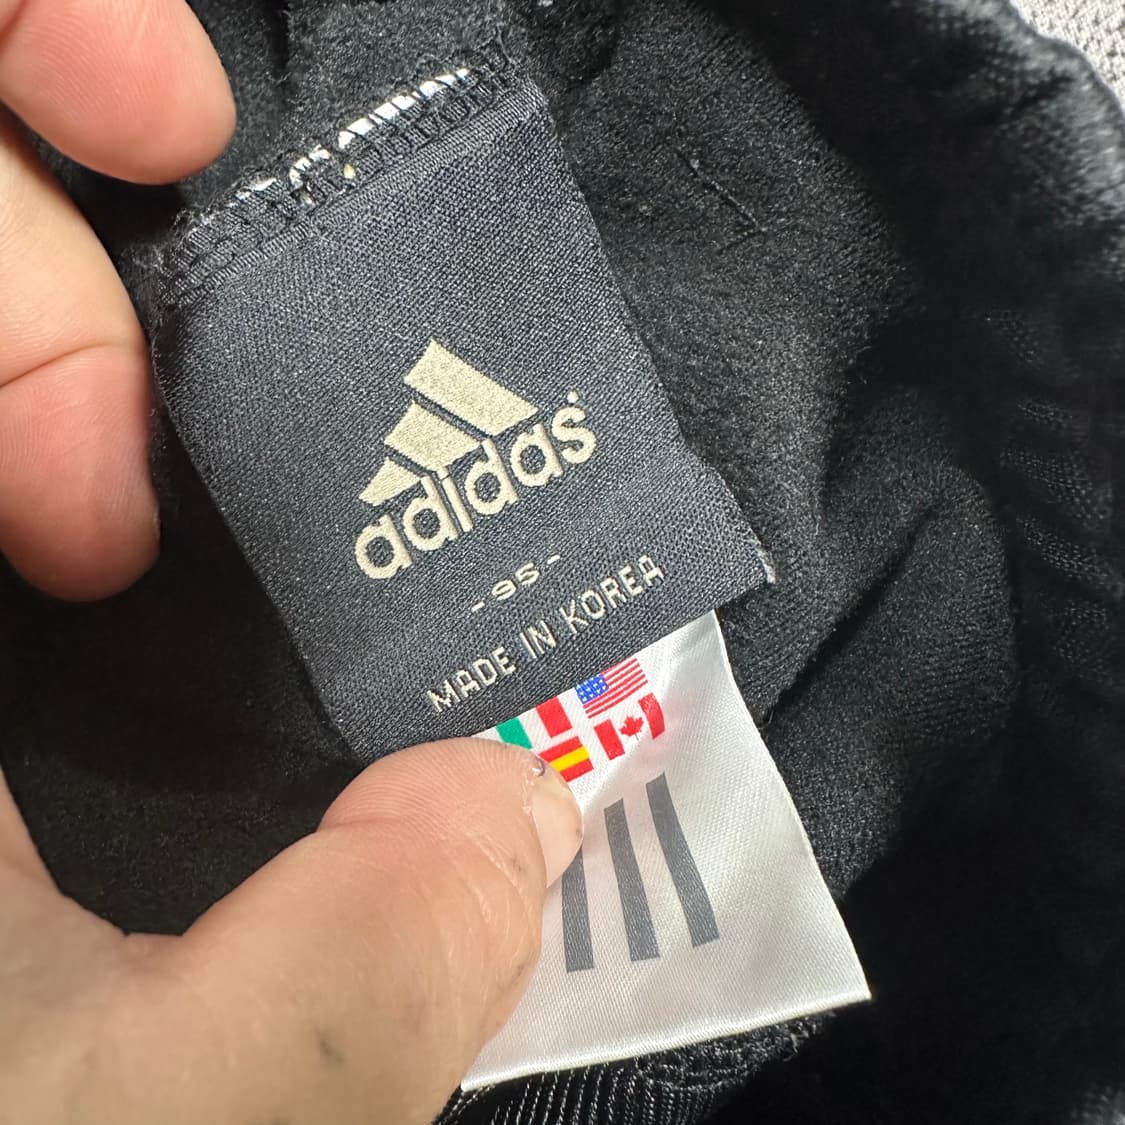 adidas
- 95 -
MADE IN KOREA